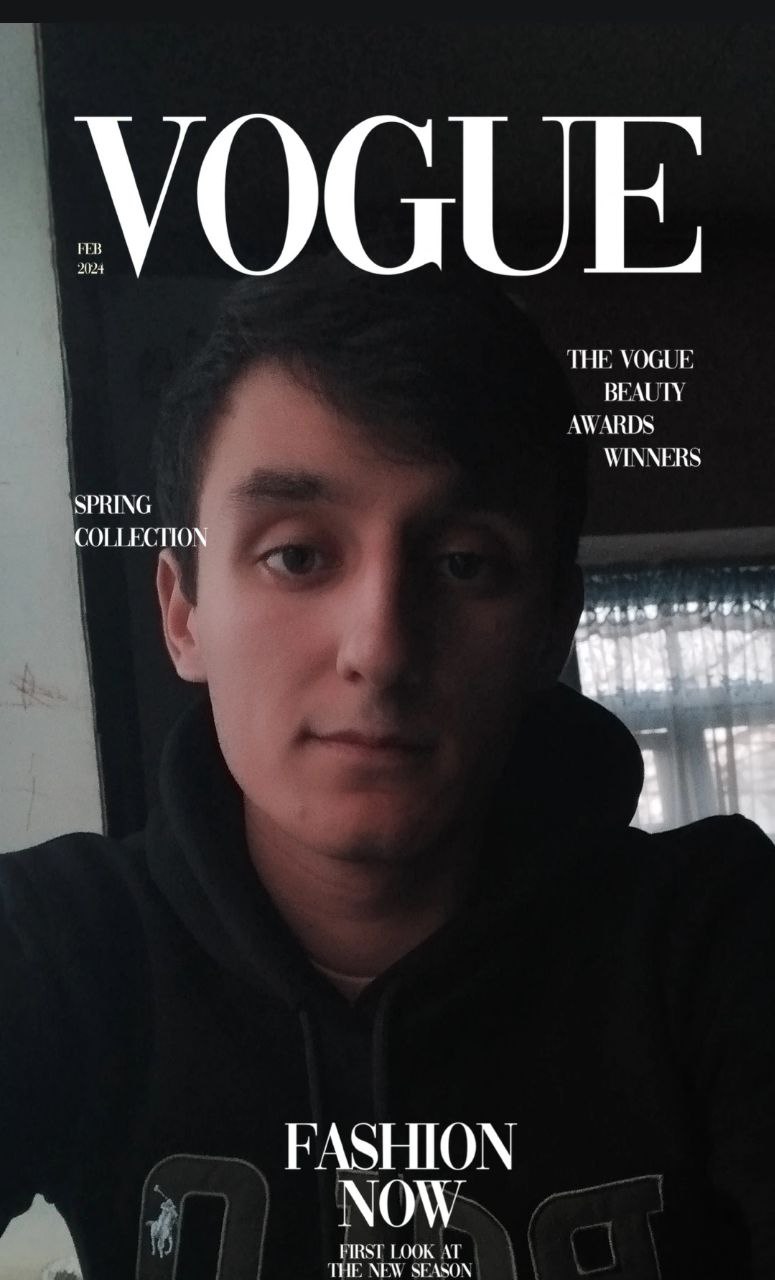 VOGUE
FEB
2024
THE VOGUE
BEAUTY
AWARDS
WINNERS
SPRING
COLLECTION
FASHION
NOW
FIRST LOOK AT
THE NEW SEASON